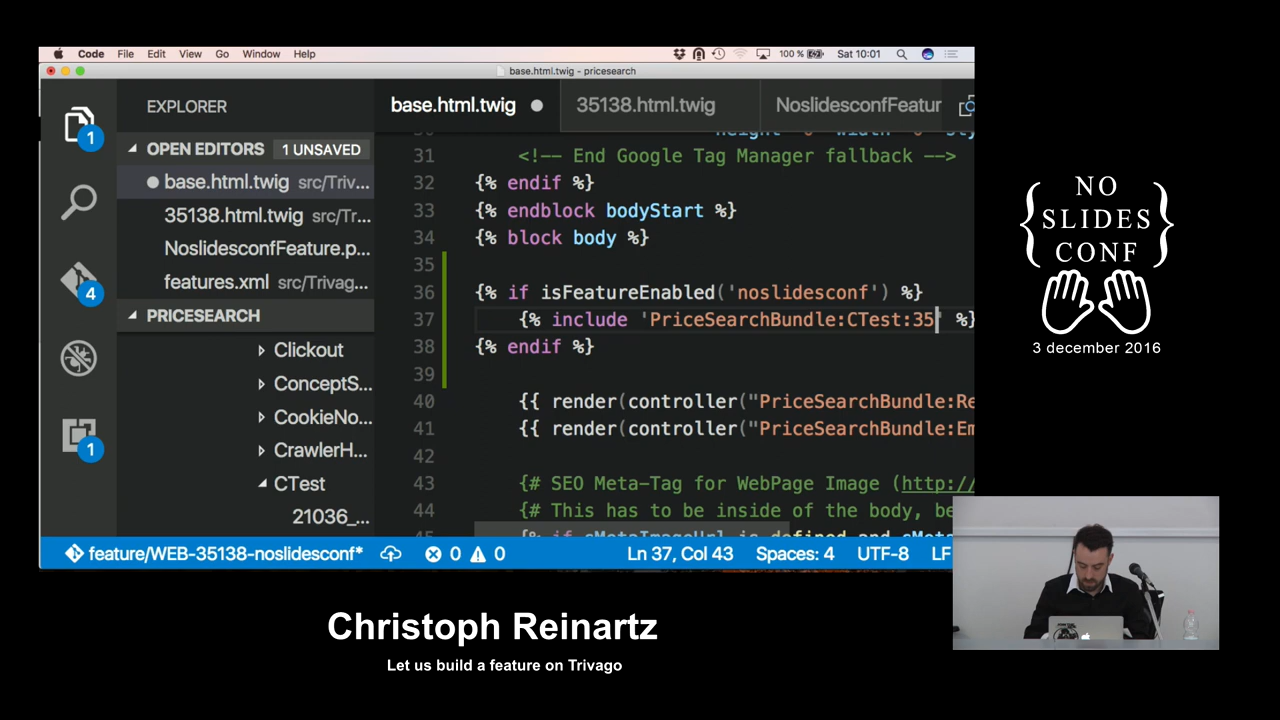 Code File Edit View Go Window Help 100% Sat 10:01
base.html.twig - pricesearch
EXPLORER
OPEN EDITORS 1 UNSAVED
base.html.twig src/Triv...
35138.html.twig src/Tr...
NoslidesconfFeature.p...
features.xml src/Trivag...
PRICESEARCH
Clickout
ConceptS...
CookieNo...
CrawlerH...
CTest
21036_...
1
4
1
base.html.twig 35138.html.twig NoslidesconfFeatur
31 <!-- End Google Tag Manager fallback -->
32 {% endif %}
33 {% endblock bodyStart %}
34 {% block body %}
35
36 {% if isFeatureEnabled('noslidesconf') %}
37 {% include 'PriceSearchBundle:CTest:35' %}
38 {% endif %}
39
40 {{ render(controller("PriceSearchBundle:Re
41 {{ render(controller("PriceSearchBundle:Em
42
43 {# SEO Meta-Tag for WebPage Image (http://
44 {# This has to be inside of the body, be
feature/WEB-35138-noslidesconf* 0 0 Ln 37, Col 43 Spaces: 4 UTF-8 LF
NO
SLIDES
CONF
3 december 2016
Christoph Reinartz
Let us build a feature on Trivago